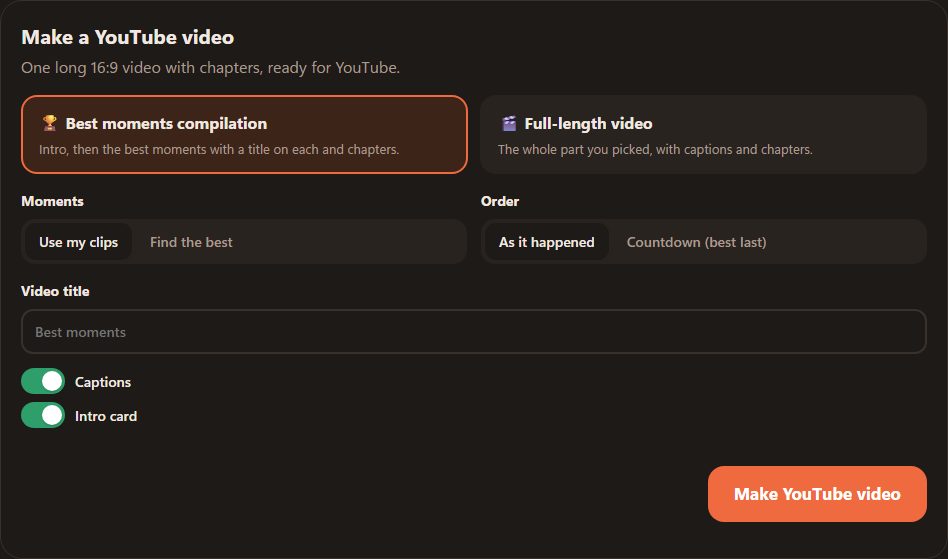 Make a YouTube video
One long 16:9 video with chapters, ready for YouTube.
Best moments compilation
Intro, then the best moments with a title on each and chapters.
Full-length video
The whole part you picked, with captions and chapters.
Moments
Use my clips
Find the best
Order
As it happened
Countdown (best last)
Video title
Best moments
Captions
Intro card
Make YouTube video